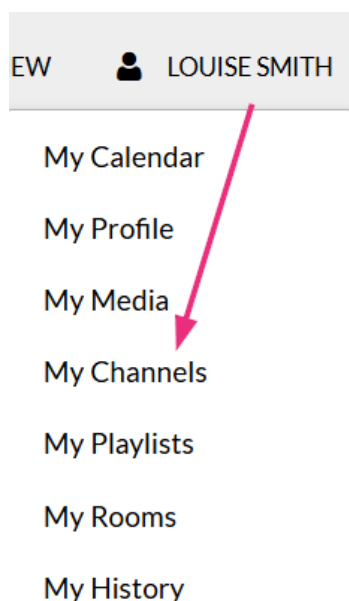 EW LOUISE SMITH
My Calendar
My Profile
My Media
My Channels
My Playlists
My Rooms
My History